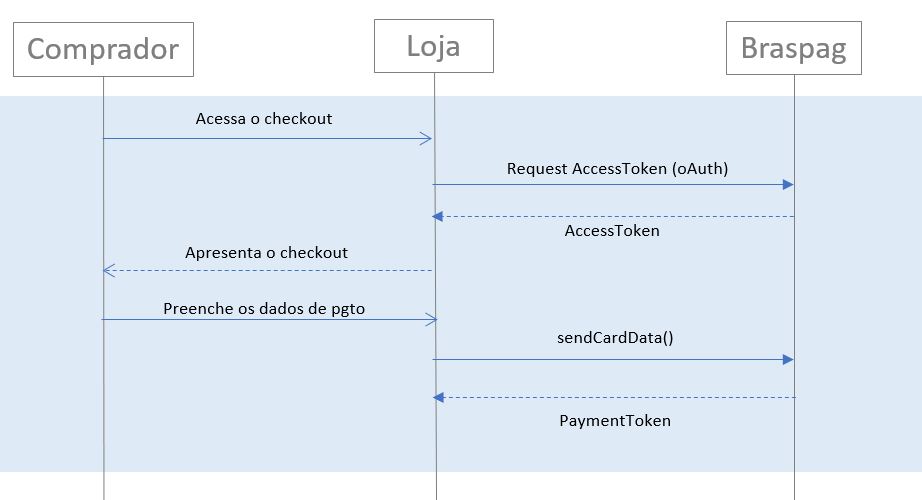 Comprador
Loja
Braspag
Acessa o checkout
Request AccessToken (oAuth)
AccessToken
Apresenta o checkout
Preenche os dados de pgto
sendCardData()
PaymentToken